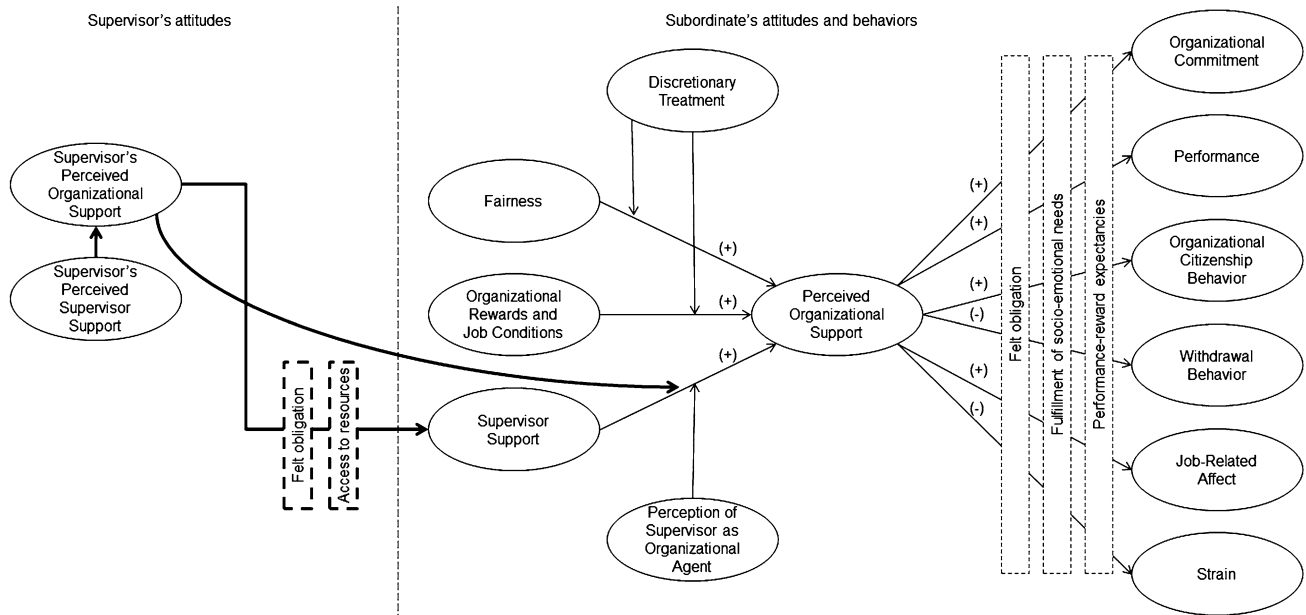 Supervisor's attitudes
Subordinate's attitudes and behaviors
Supervisor's
Perceived
Organizational
Support
Supervisor's
Perceived
Supervisor
Support
Felt obligation
Access to resources
Discretionary
Treatment
Fairness
(+)
Organizational
Rewards and
Job Conditions
(+)
Supervisor
Support
(+)
Perception of
Supervisor as
Organizational
Agent
Perceived
Organizational
Support
(+)
(+)
(+)
(-)
(+)
(-)
Felt obligation
Fulfillment of socio-emotional needs
Performance-reward expectancies
Organizational
Commitment
Performance
Organizational
Citizenship
Behavior
Withdrawal
Behavior
Job-Related
Affect
Strain